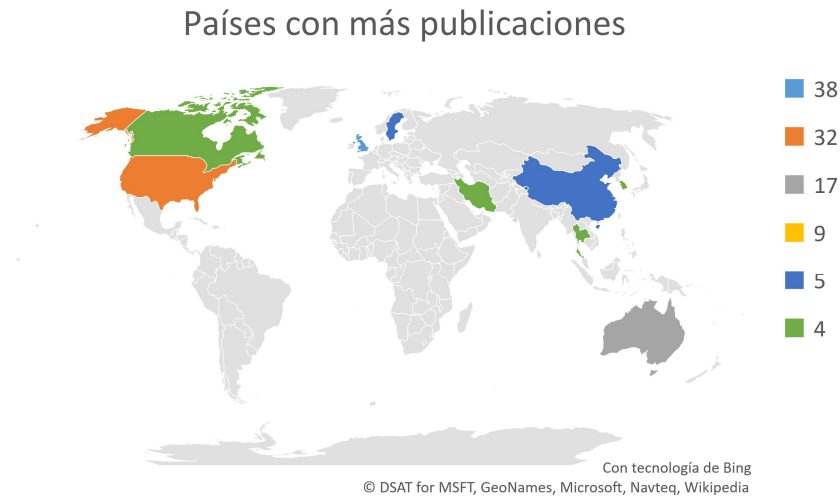 Países con más publicaciones
38
32
17
9
5
4
Con tecnología de Bing
© DSAT for MSFT, GeoNames, Microsoft, Navteq, Wikipedia